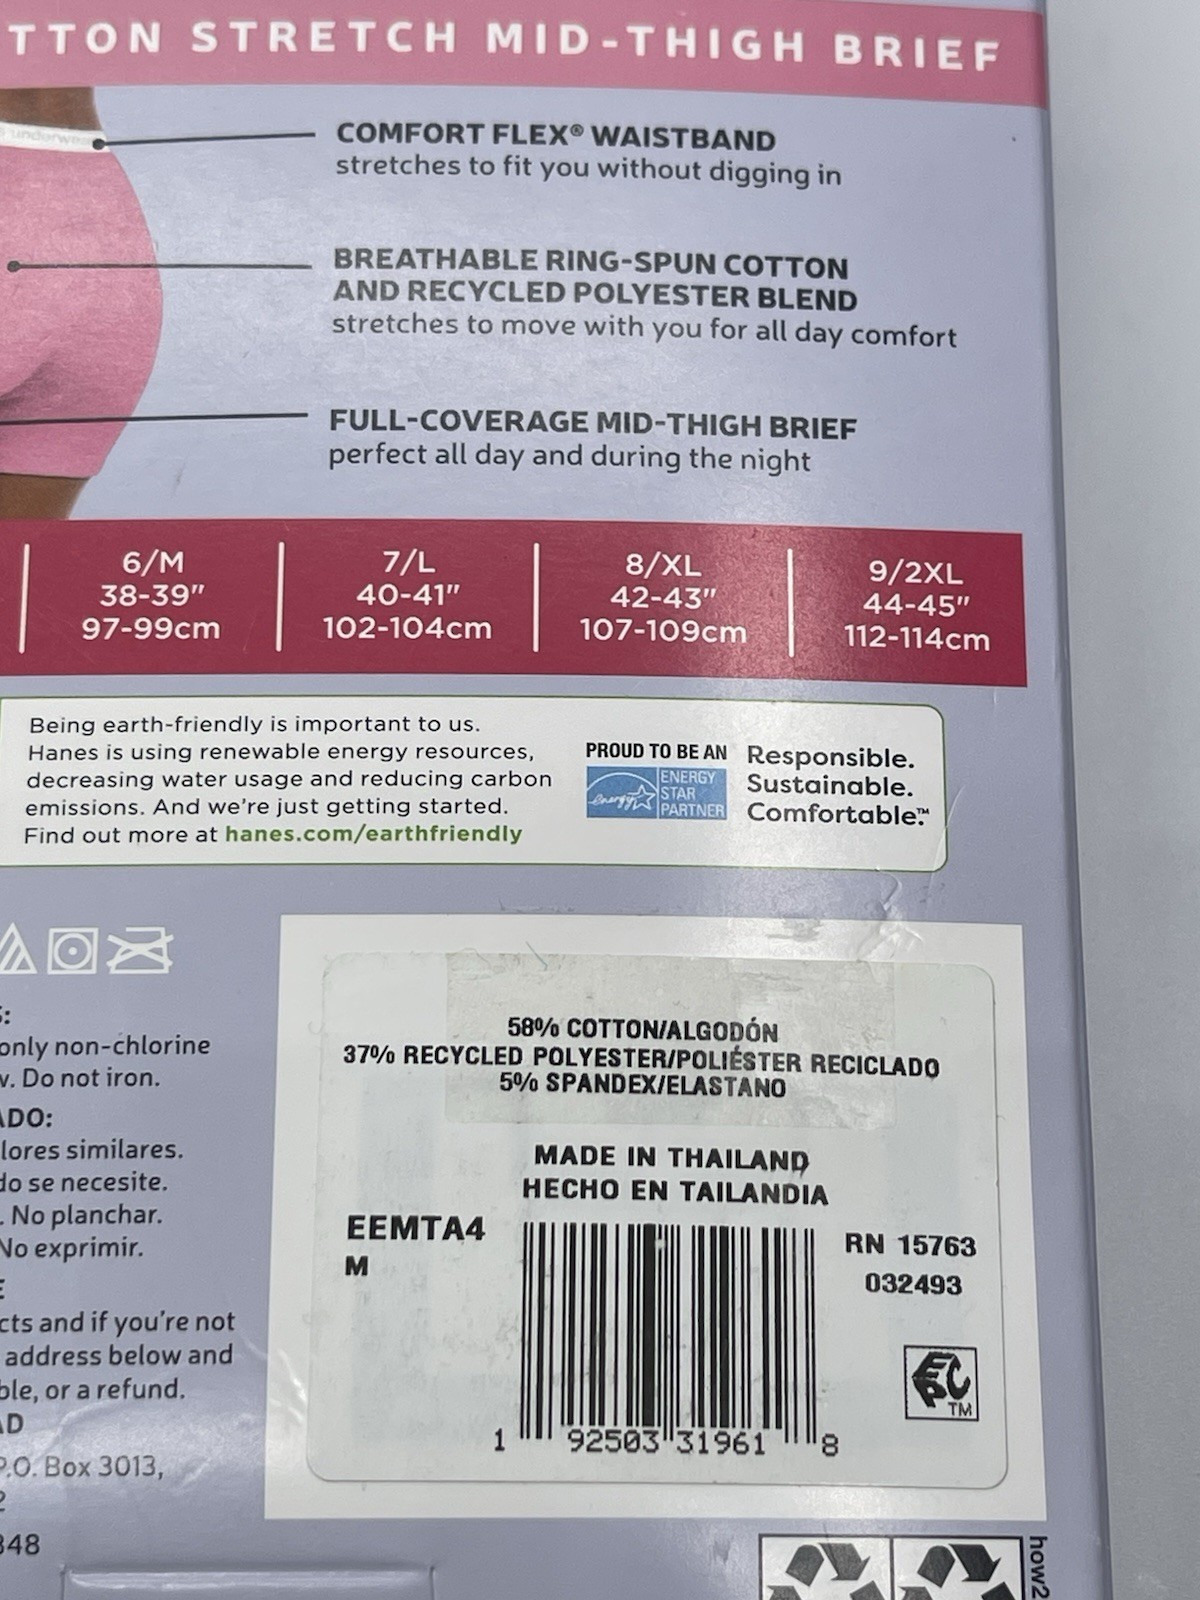 TTON STRETCH MID-THIGH BRIEF
underwear
COMFORT FLEX® WAISTBAND
stretches to fit you without digging in
BREATHABLE RING-SPUN COTTON
AND RECYCLED POLYESTER BLEND
stretches to move with you for all day comfort
FULL-COVERAGE MID-THIGH BRIEF
perfect all day and during the night
6/M
38-39"
97-99cm
7/L
40-41"
102-104cm
8/XL
42-43"
107-109cm
9/2XL
44-45"
112-114cm
Being earth-friendly is important to us.
Hanes is using renewable energy resources,
decreasing water usage and reducing carbon
emissions. And we're just getting started.
Find out more at hanes.com/earthfriendly
PROUD TO BE AN
energy
ENERGY
STAR
PARTNER
Responsible.
Sustainable.
Comfortable.™
S:
only non-chlorine
w. Do not iron.
ADO:
lores similares.
do se necesite.
. No planchar.
No exprimir.
E
cts and if you're not
address below and
ble, or a refund.
AD
P.O. Box 3013,
2
348
58% COTTON/ALGODÓN
37% RECYCLED POLYESTER/POLIÉSTER RECICLADO
5% SPANDEX/ELASTANO
MADE IN THAILAND
HECHO EN TAILANDIA
EEMTA4
M
RN 15763
032493
EPC
TM
1 92503 31961 8
how2